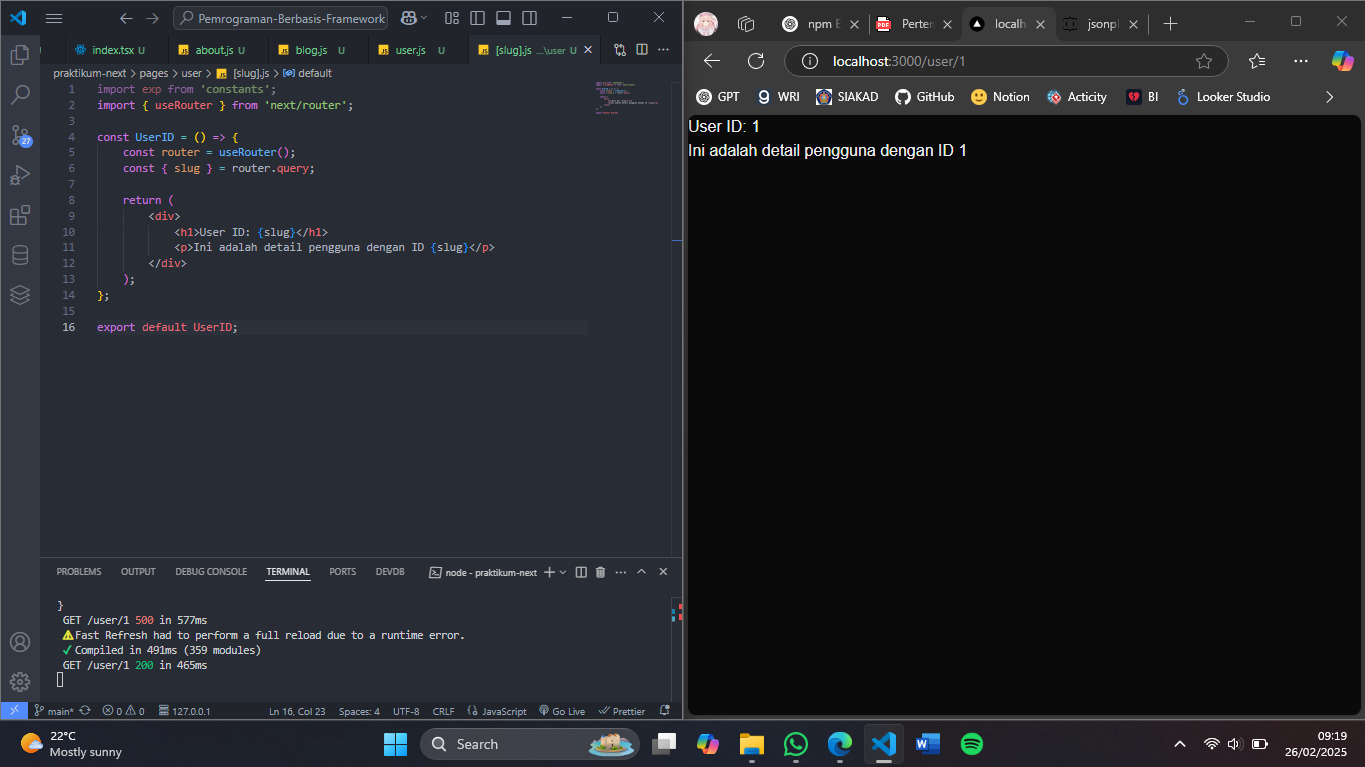 Pemrograman-Berbasis-Framework
index.tsx U
about.js U
blog.js U
user.js U
[slug].js ...\user U
praktikum-next > pages > user > [slug].js > default
1 import exp from 'constants';
2 import { useRouter } from 'next/router';
3
4 const UserID = () => {
5 const router = useRouter();
6 const { slug } = router.query;
7
8 return (
9 <div>
10 <h1>User ID: {slug}</h1>
11 <p>Ini adalah detail pengguna dengan ID {slug}</p>
12 </div>
13 );
14 };
15
16 export default UserID;
27
PROBLEMS OUTPUT DEBUG CONSOLE TERMINAL PORTS DEVDB
node - praktikum-next
}
GET /user/1 500 in 577ms
Fast Refresh had to perform a full reload due to a runtime error.
Compiled in 491ms (359 modules)
GET /user/1 200 in 465ms
main* 0 0 127.0.0.1 Ln 16, Col 23 Spaces: 4 UTF-8 CRLF JavaScript Go Live Prettier
npm E
PDF
Perten
localh
jsonpl
localhost:3000/user/1
GPT WRI SIAKAD GitHub Notion Acticity BI Looker Studio
User ID: 1
Ini adalah detail pengguna dengan ID 1
22°C
Mostly sunny
Search
09:19
26/02/2025